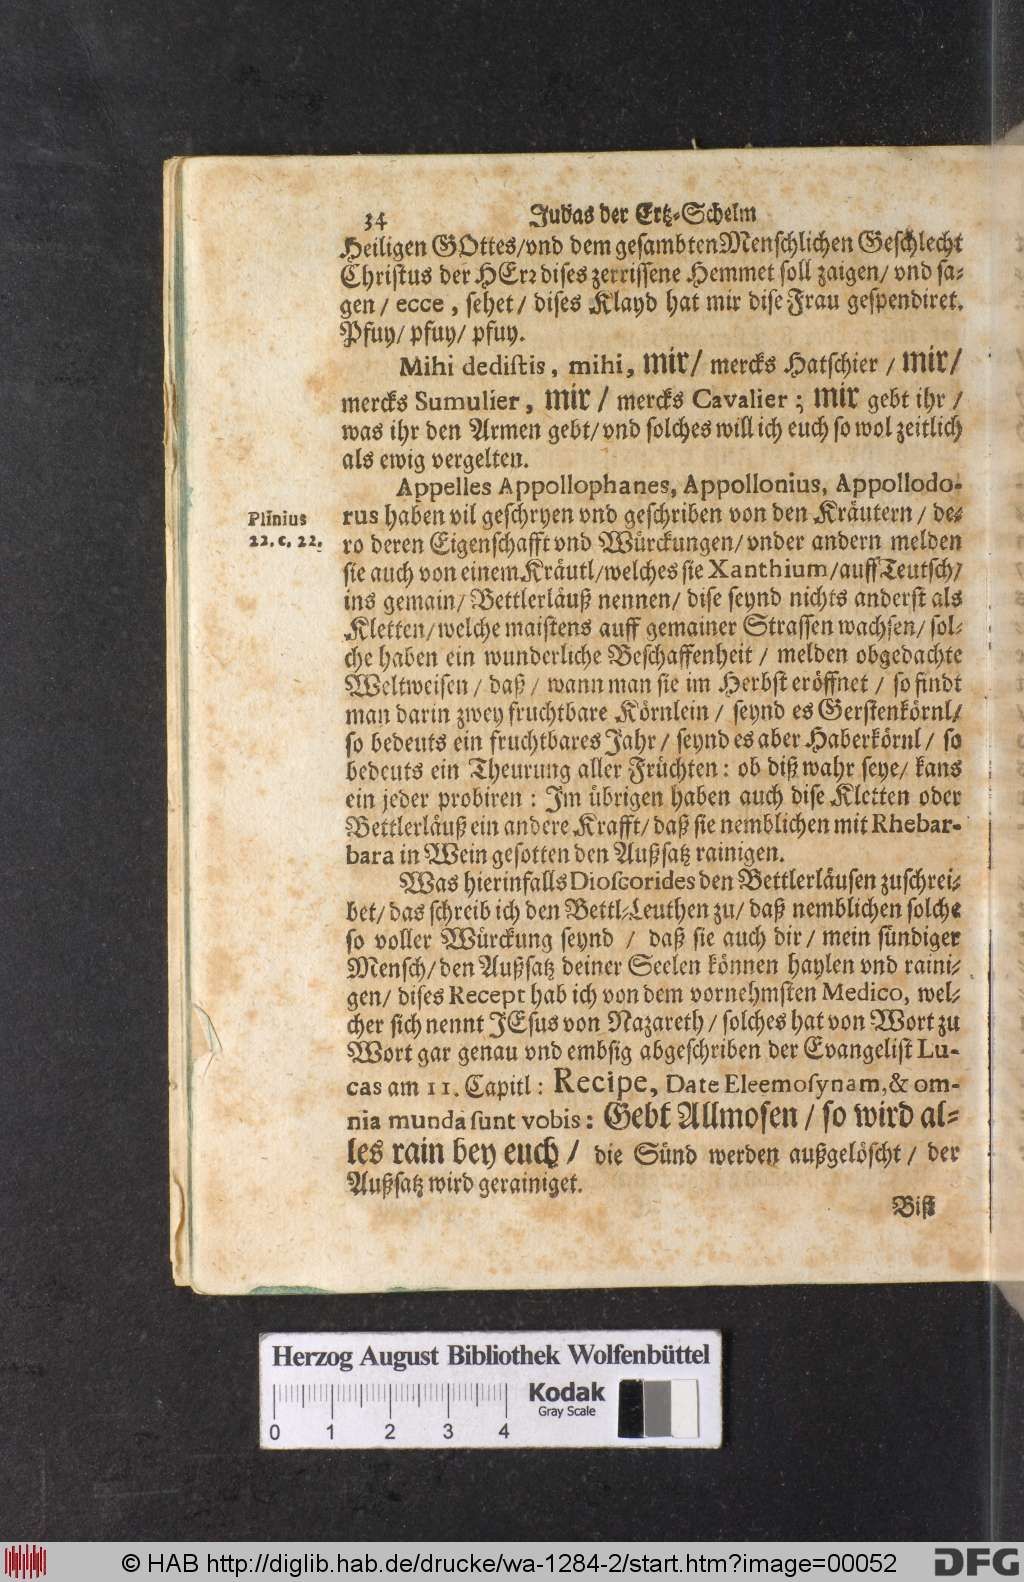 34 Judas der Ertz-Schelm
Heiligen GOttes/vnd dem gesambten Menschlichen Geschlecht
Christus der HErr dises zerrissene Hemmet soll zaigen/ vnd sa-
gen/ ecce, sehet/ dises Klayd hat mir dise Frau gespendiret.
Pfuy/ pfuy/ pfuy.
Mihi dedistis, mihi, mir/ mercks Hatschier / mir/
mercks Sumulier, mir / mercks Cavalier; mir gebt ihr /
was ihr den Armen gebt/vnd solches will ich euch so wol zeitlich
als ewig vergelten.
Appelles Appollophanes, Appollonius, Appollodo-
Plinius
22. c. 22.
rus haben vil geschryen vnd geschriben von den Kräutern / de-
ro deren Eigenschafft vnd Würckungen/ vnder andern melden
sie auch von einem Kräutl/welches sie Xanthium/auff Teutsch/
ins gemain/ Bettlerläuß nennen/ dise seynd nichts anderst als
Kletten/welche maistens auff gemainer Strassen wachsen/ sol-
che haben ein wunderliche Beschaffenheit / melden obgedachte
Weltweisen / daß / wann man sie im Herbst eröffnet / so findt
man darin zwey fruchtbare Körnlein / seynd es Gerstenkörnl/
so bedeuts ein fruchtbares Jahr / seynd es aber Haberkörnl / so
bedeuts ein Theurung aller Früchten: ob diß wahr seye/ kans
ein jeder probiren: Im übrigen haben auch dise Kletten oder
Bettlerläuß ein andere Krafft/ daß sie nemblichen mit Rhebar-
bara in Wein gesotten den Außsatz rainigen.
Was hierinfalls Dioscorides den Bettlerläusen zuschrei-
bet/ das schreib ich den Bettl-Leuthen zu/ daß nemblichen solche
so voller Würckung seynd / daß sie auch dir/ mein sündiger
Mensch/ den Außsatz deiner Seelen können haylen vnd raini-
gen/ dises Recept hab ich von dem vornehmsten Medico, wel-
cher sich nennt JEsus von Nazareth/ solches hat von Wort zu
Wort gar genau vnd embsig abgeschriben der Evangelist Lu-
cas am 11. Capitl: Recipe, Date Eleemosynam, & om-
nia munda sunt vobis: Gebt Allmosen / so wird al-
les rain bey euch / die Sünd werden außgelöscht / der
Außsatz wird gerainiget.
Bist
Herzog August Bibliothek Wolfenbüttel
Kodak
Gray Scale
0 1 2 3 4
© HAB http://diglib.hab.de/drucke/wa-1284-2/start.htm?image=00052
DFG